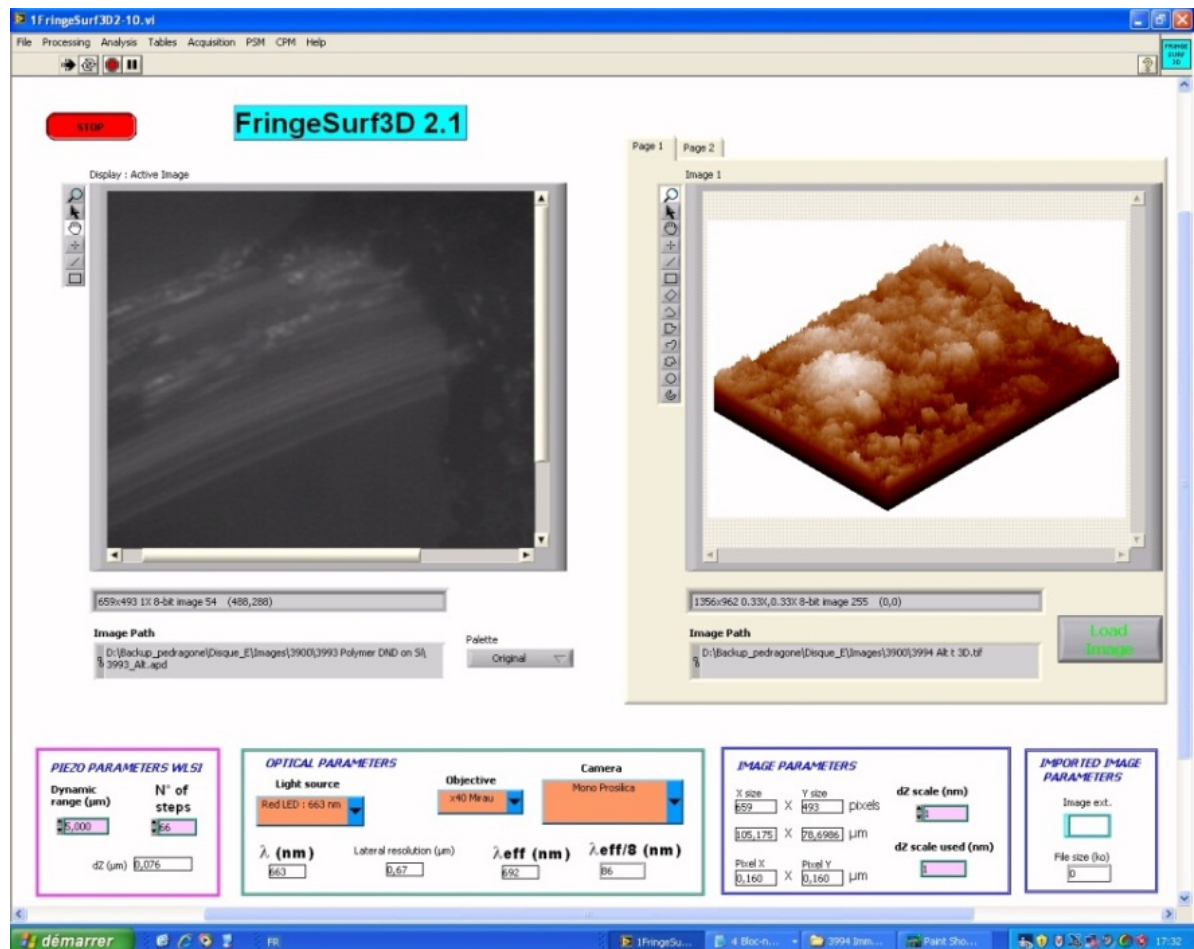 1FringeSurf3D2-10.vi
File Processing Analysis Tables Acquisition PSM CPM Help
FRINGE
SURF
3D
STOP
FringeSurf3D 2.1
Page 1 Page 2
Display : Active Image
Image 1
659x493 1X 8-bit image 54 (488,288)
1356x962 0.33X,0.33X 8-bit image 255 (0,0)
Image Path
D:\Backup_pedragone\Disque_E\Images\3900\3993 Polymer DND on Si\
3993_Alt.apd
Palette
Original
Image Path
D:\Backup_pedragone\Disque_E\Images\3900\3994 Alt t 3D.tif
Load
Image
PIEZO PARAMETERS WLSI
Dynamic
range (µm)
N° of
steps
5,000
66
dZ (µm) 0,076
OPTICAL PARAMETERS
Light source
Red LED : 663 nm
Objective
x40 Mirau
Camera
Mono Prosilica
λ (nm)
663
Lateral resolution (µm)
0,67
λeff (nm)
692
λeff/8 (nm)
86
IMAGE PARAMETERS
X size Y size
659 X 493 pixels
105,175 X 78,6986 µm
Pixel X Pixel Y
0,160 X 0,160 µm
dZ scale (nm)
1
dZ scale used (nm)
1
IMPORTED IMAGE
PARAMETERS
Image ext.
File size (ko)
0
démarrer
FR
1FringeSu...
4 Bloc-n...
3994 Imm...
Paint Sho...
17:32